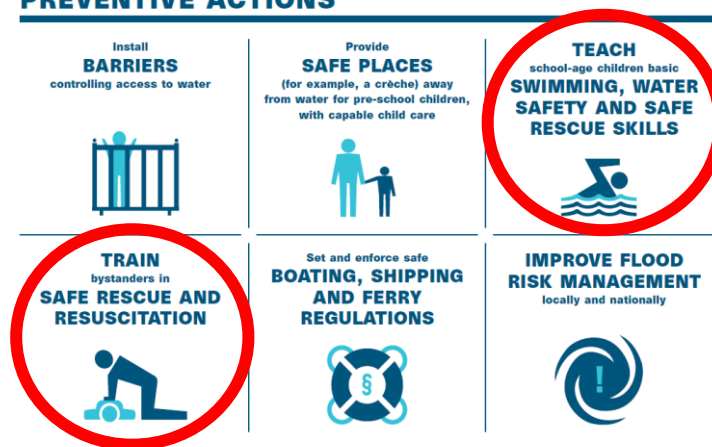 PREVENTIVE ACTIONS
Install
BARRIERS
controlling access to water
Provide
SAFE PLACES
(for example, a crèche) away
from water for pre-school children,
with capable child care
TEACH
school-age children basic
SWIMMING, WATER
SAFETY AND SAFE
RESCUE SKILLS
TRAIN
bystanders in
SAFE RESCUE AND
RESUSCITATION
Set and enforce safe
BOATING, SHIPPING
AND FERRY
REGULATIONS
§
IMPROVE FLOOD
RISK MANAGEMENT
locally and nationally
!